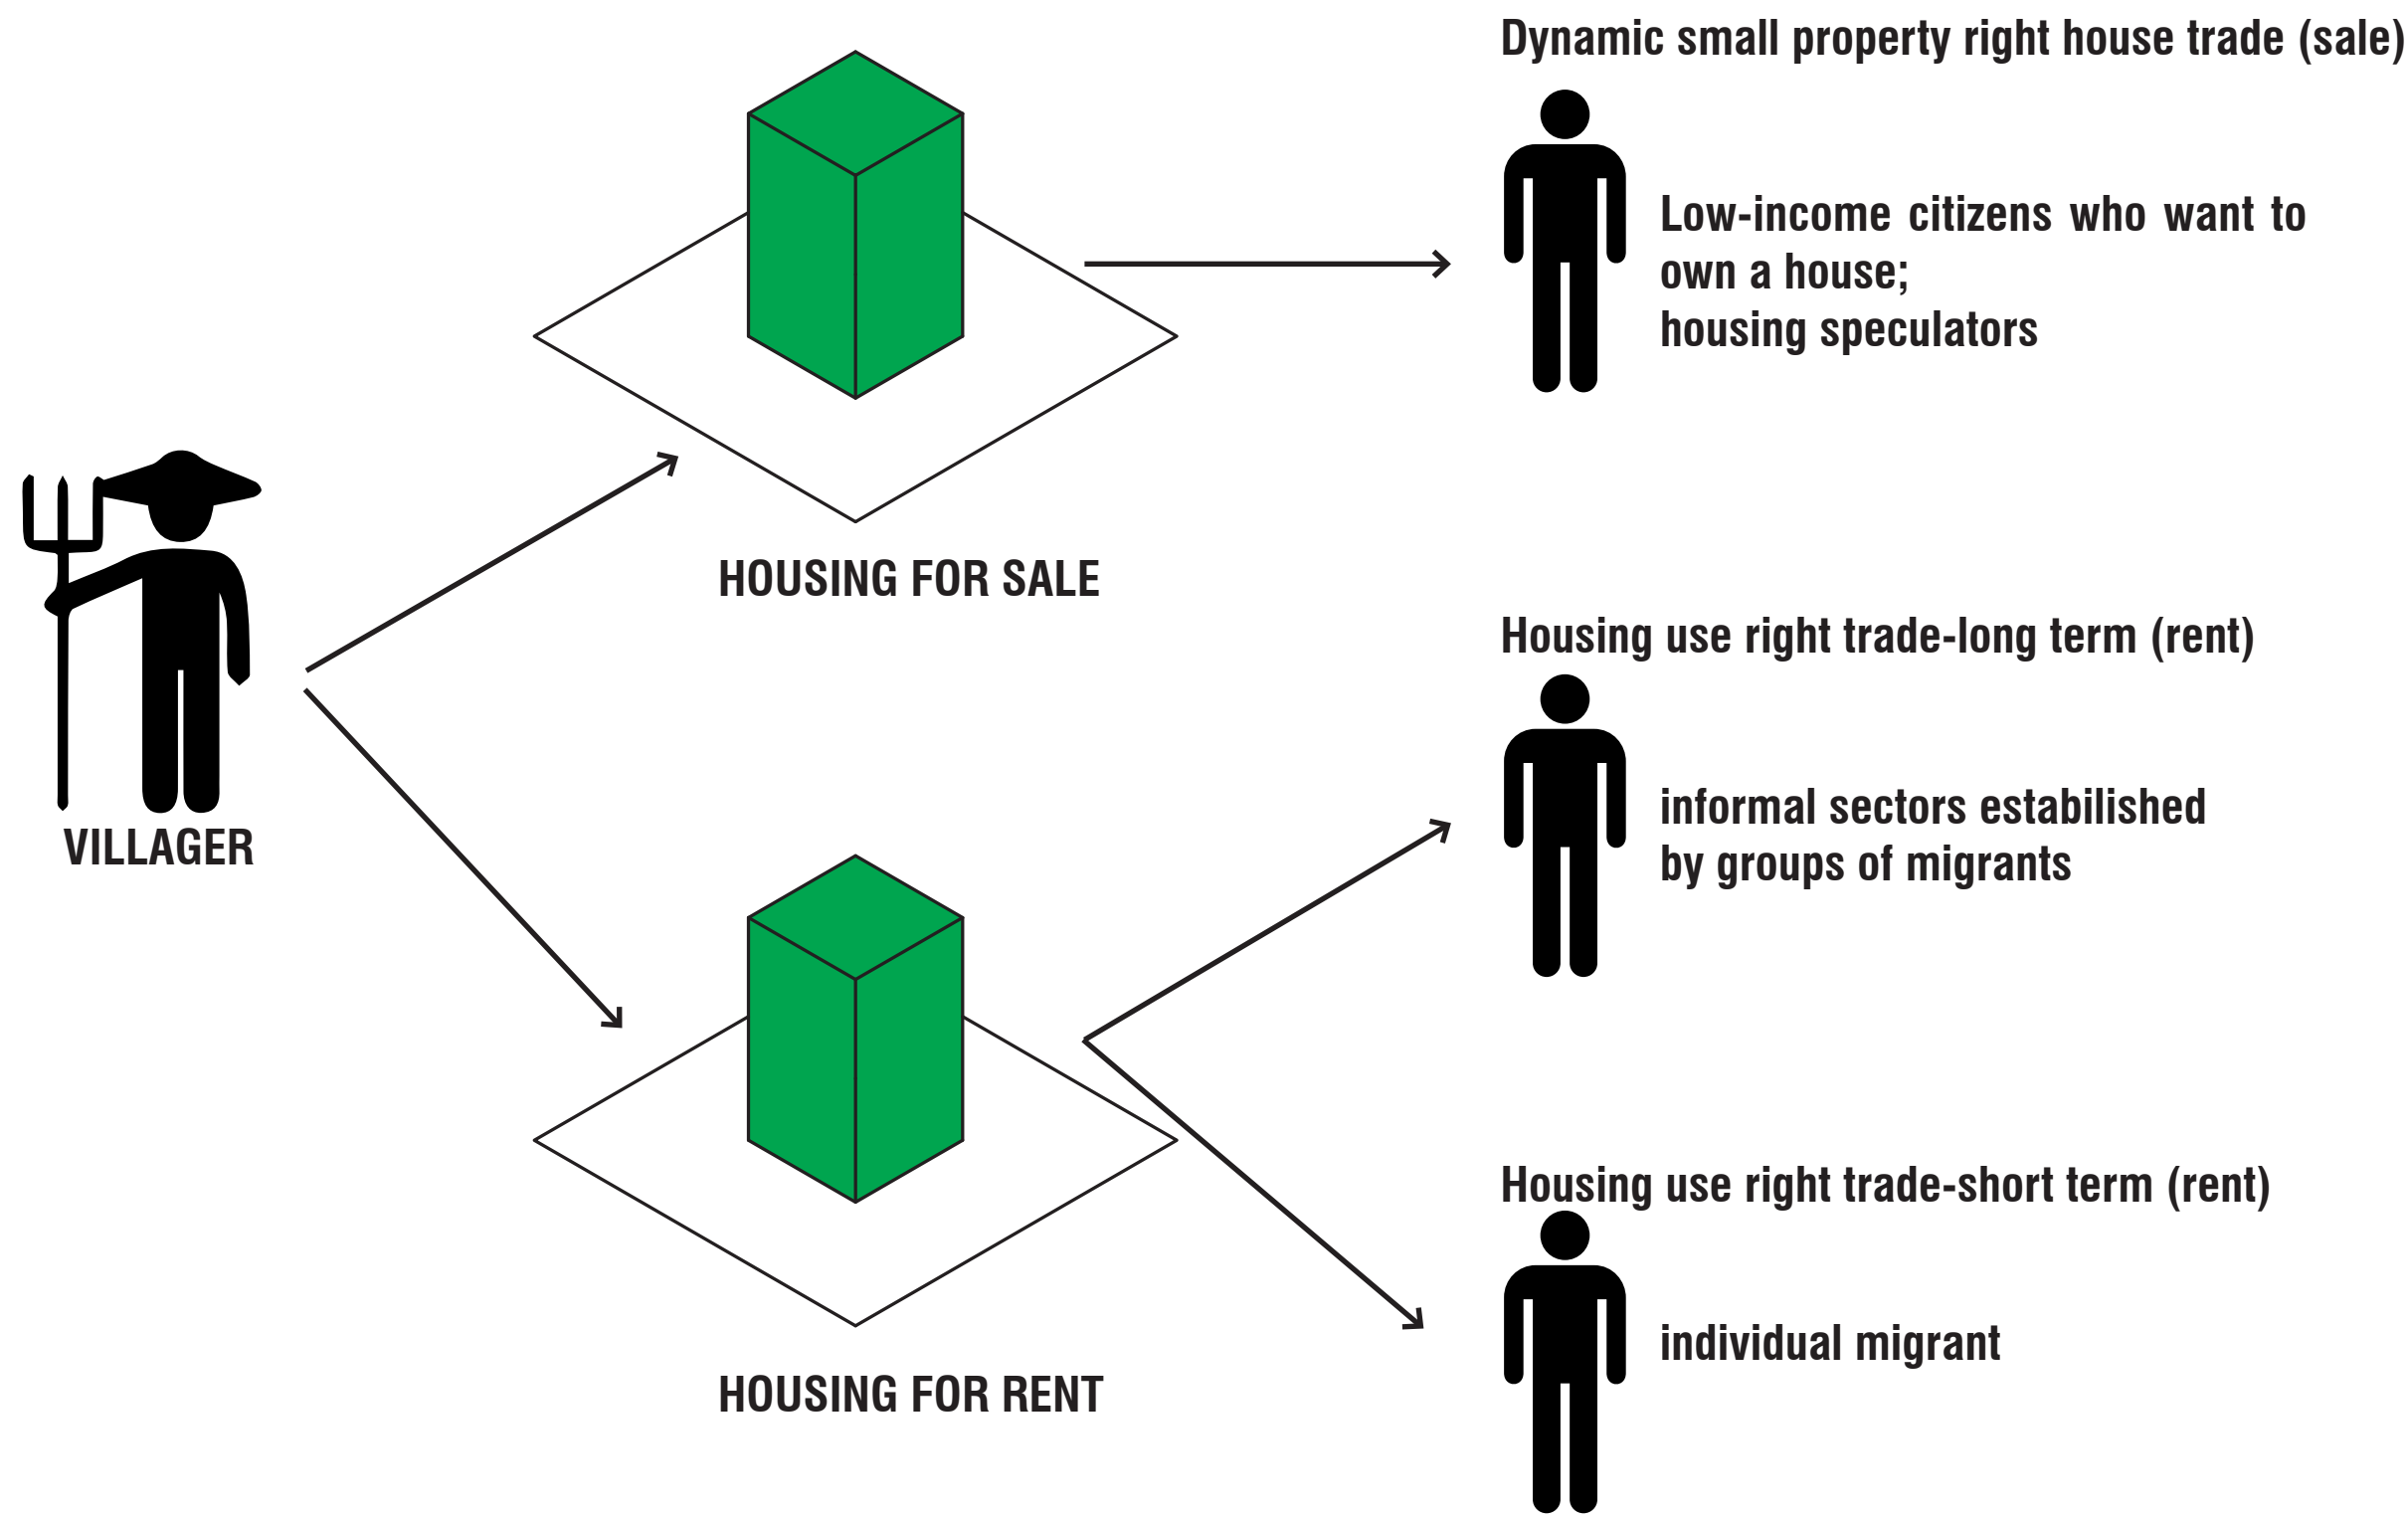 Dynamic small property right house trade (sale)
Low-income citizens who want to
own a house;
housing speculators
HOUSING FOR SALE
Housing use right trade-long term (rent)
informal sectors estabilished
by groups of migrants
VILLAGER
Housing use right trade-short term (rent)
individual migrant
HOUSING FOR RENT